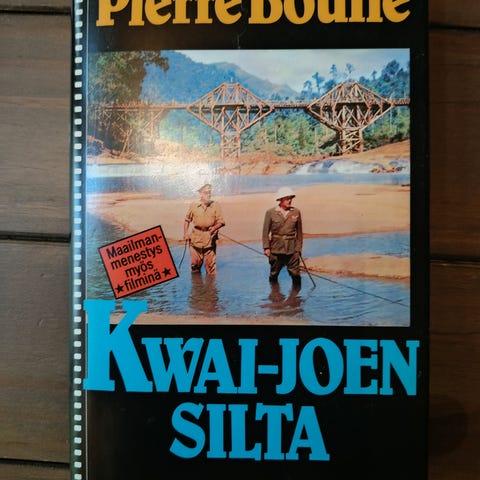 Pierre Boulle
Maailman-
menestys
myös
★ filminä ★
KWAI-JOEN
SILTA